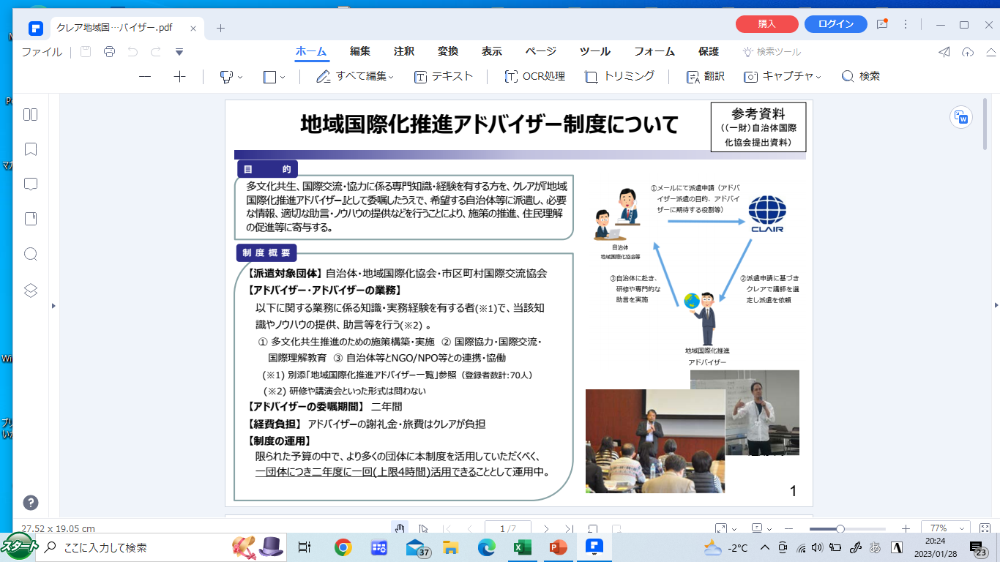 クレア地域国…バイザー.pdf
購入
ログイン
ファイル
ホーム
編集
注釈
変換
表示
ページ
ツール
フォーム
保護
検索ツール
すべて編集
テキスト
OCR処理
トリミング
翻訳
キャプチャ
検索
地域国際化推進アドバイザー制度について
参考資料
((一財)自治体国際
化協会提出資料)
目 的
多文化共生、国際交流・協力に係る専門知識・経験を有する方を、クレアが『地域
国際化推進アドバイザー』として委嘱したうえで、希望する自治体等に派遣し、必要
な情報、適切な助言・ノウハウの提供などを行うことにより、施策の推進、住民理解
の促進等に寄与する。
制 度 概 要
【派遣対象団体】 自治体・地域国際化協会・市区町村国際交流協会
【アドバイザー・アドバイザーの業務】
以下に関する業務に係る知識・実務経験を有する者(※1)で、当該知
識やノウハウの提供、助言等を行う(※2) 。
① 多文化共生推進のための施策構築・実施 ② 国際協力・国際交流・
国際理解教育 ③ 自治体等とNGO/NPO等との連携・協働
(※1) 別添「地域国際化推進アドバイザー一覧」参照（登録者数計:70人）
(※2) 研修や講演会といった形式は問わない
【アドバイザーの委嘱期間】 二年間
【経費負担】 アドバイザーの謝礼金・旅費はクレアが負担
【制度の運用】
限られた予算の中で、より多くの団体に本制度を活用していただくべく、
一団体につき二年度に一回(上限4時間)活用できることとして運用中。
①メールにて派遣申請（アドバ
イザー派遣の目的、アドバイ
ザーに期待する役割等）
CLAIR
自治体
地域国際化協会等
③自治体に赴き、
研修や専門的な
助言を実施
②派遣申請に基づき
クレアで講師を選
定し派遣を依頼
地域国際化推進
アドバイザー
1
27.52 x 19.05 cm
1 /7
77%
スタート
ここに入力して検索
37
-2°C
あ
A
20:24
2023/01/28
23